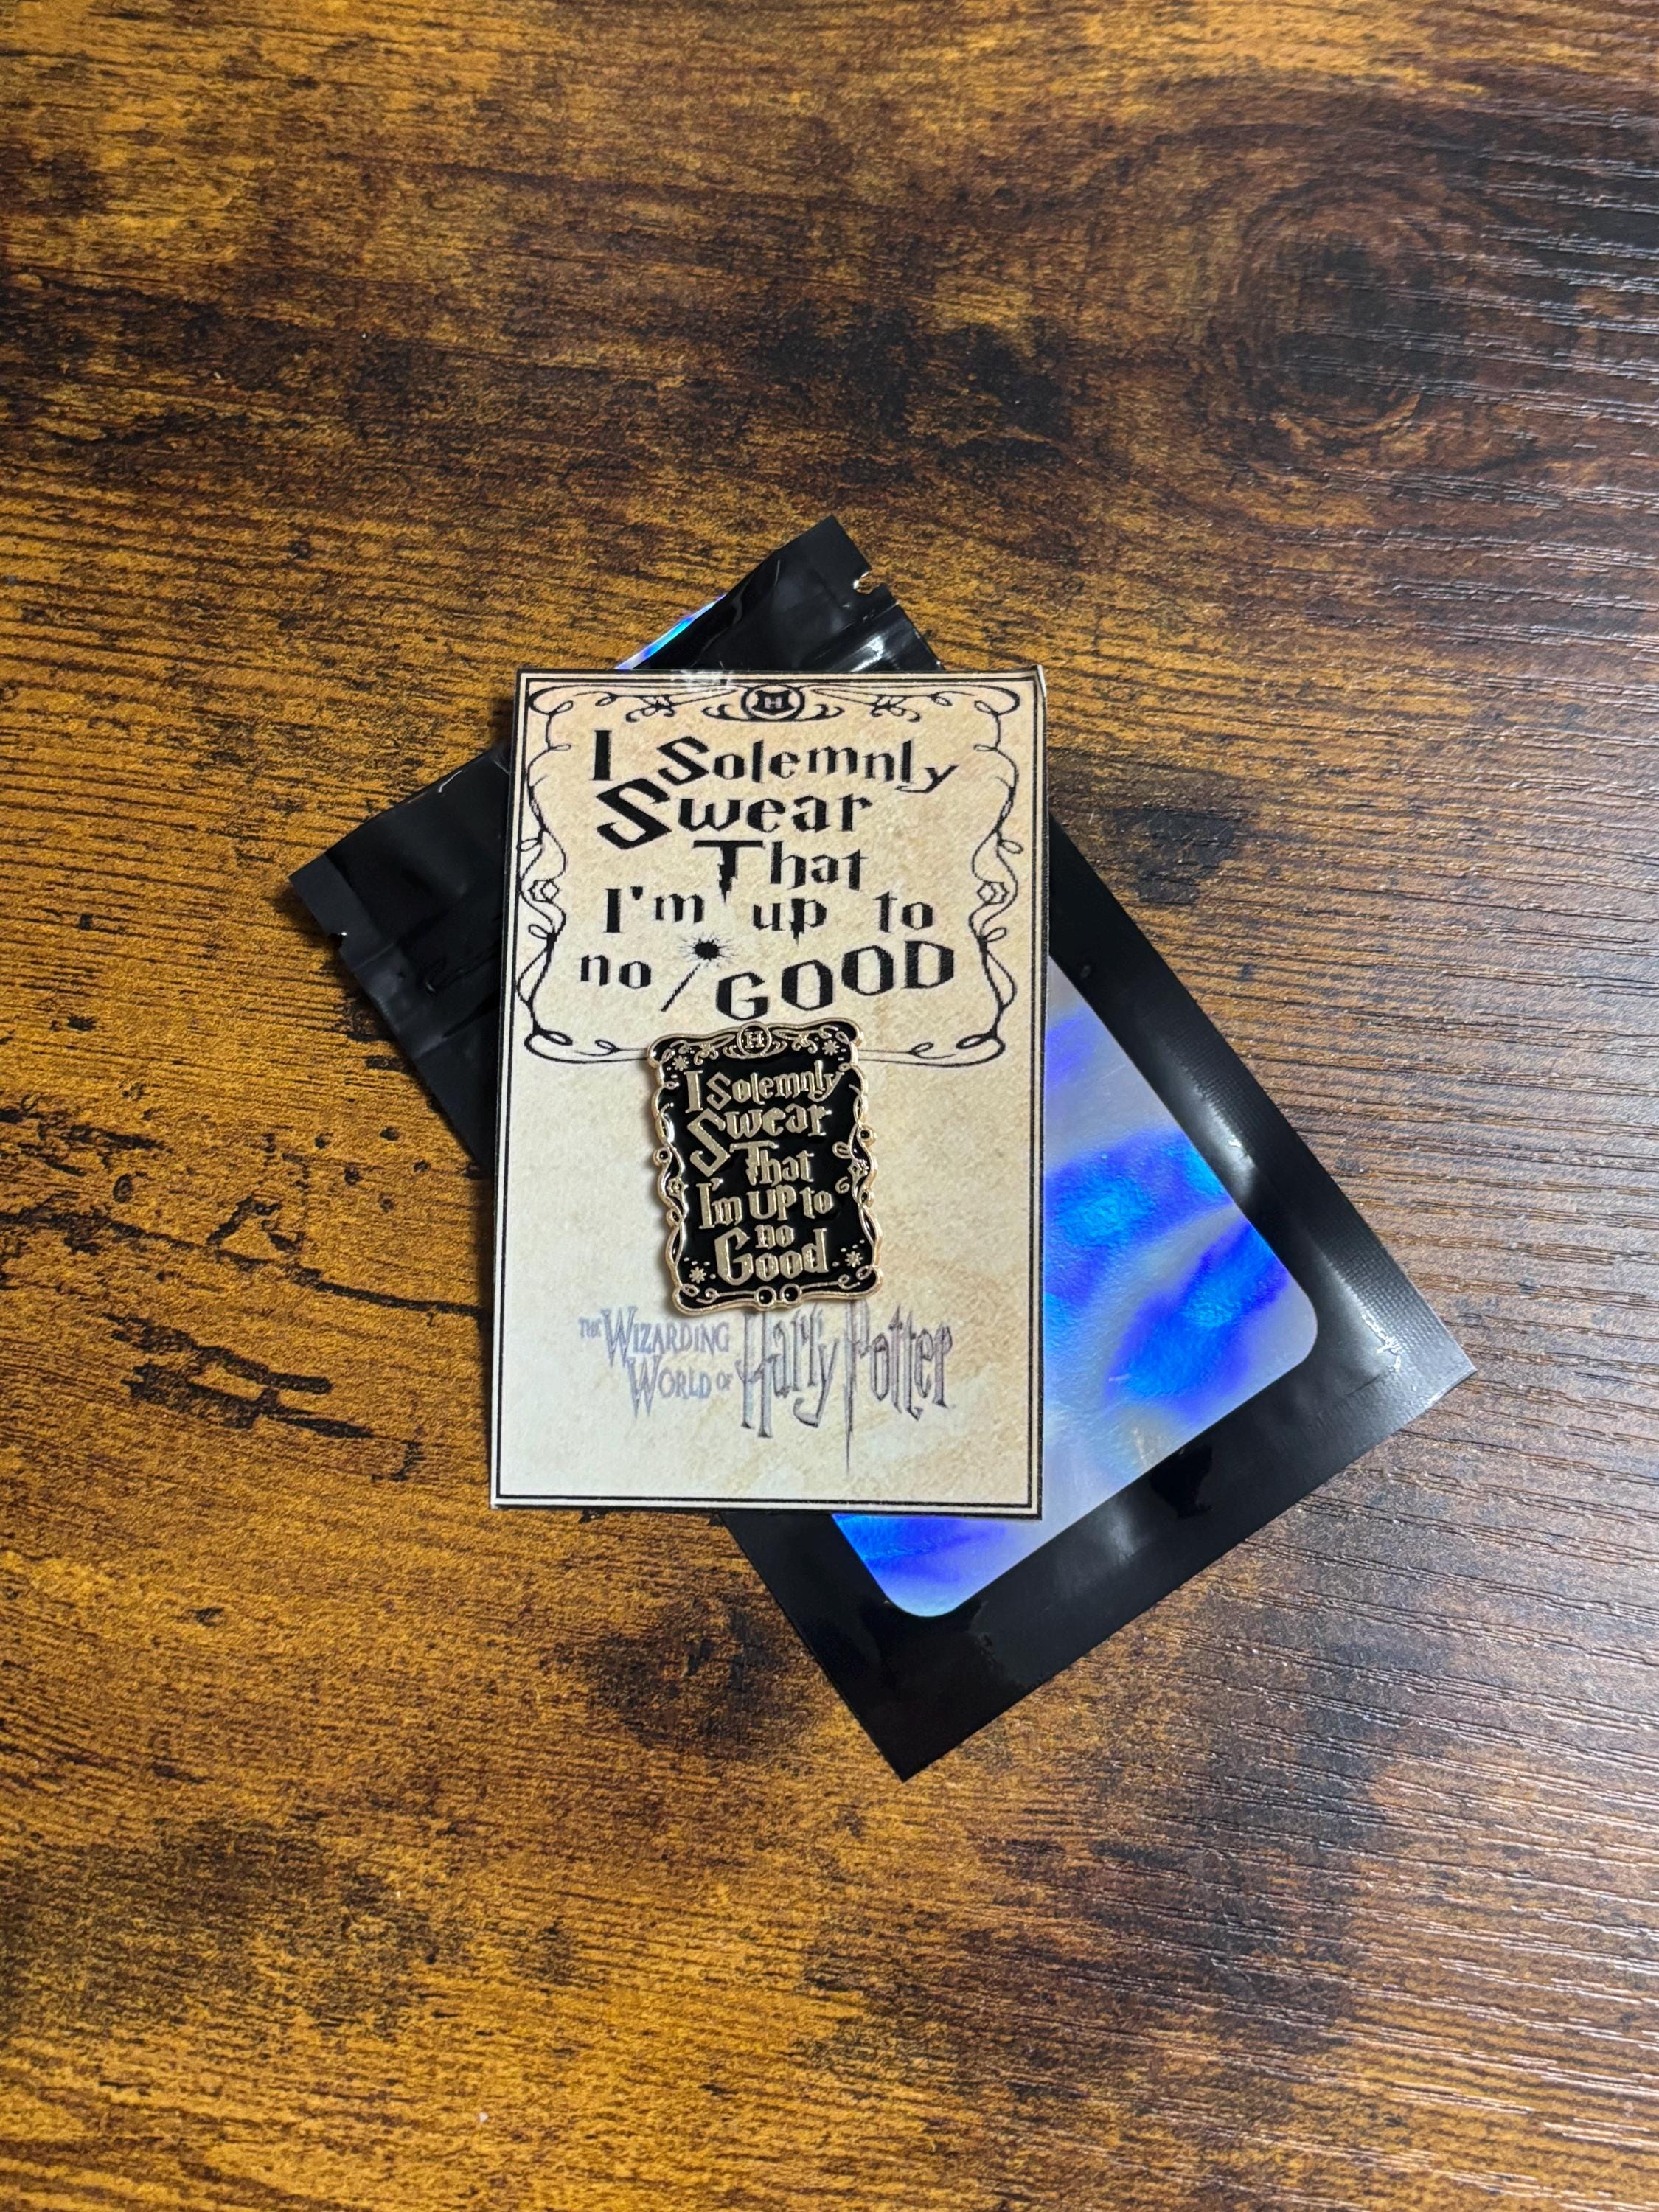 H
I Solemnly
Swear
That
I'm up to
no GOOD
H
I Solemnly
Swear
That
I'm up to
no
Good
THE WIZARDING
WORLD OF
Harry Potter